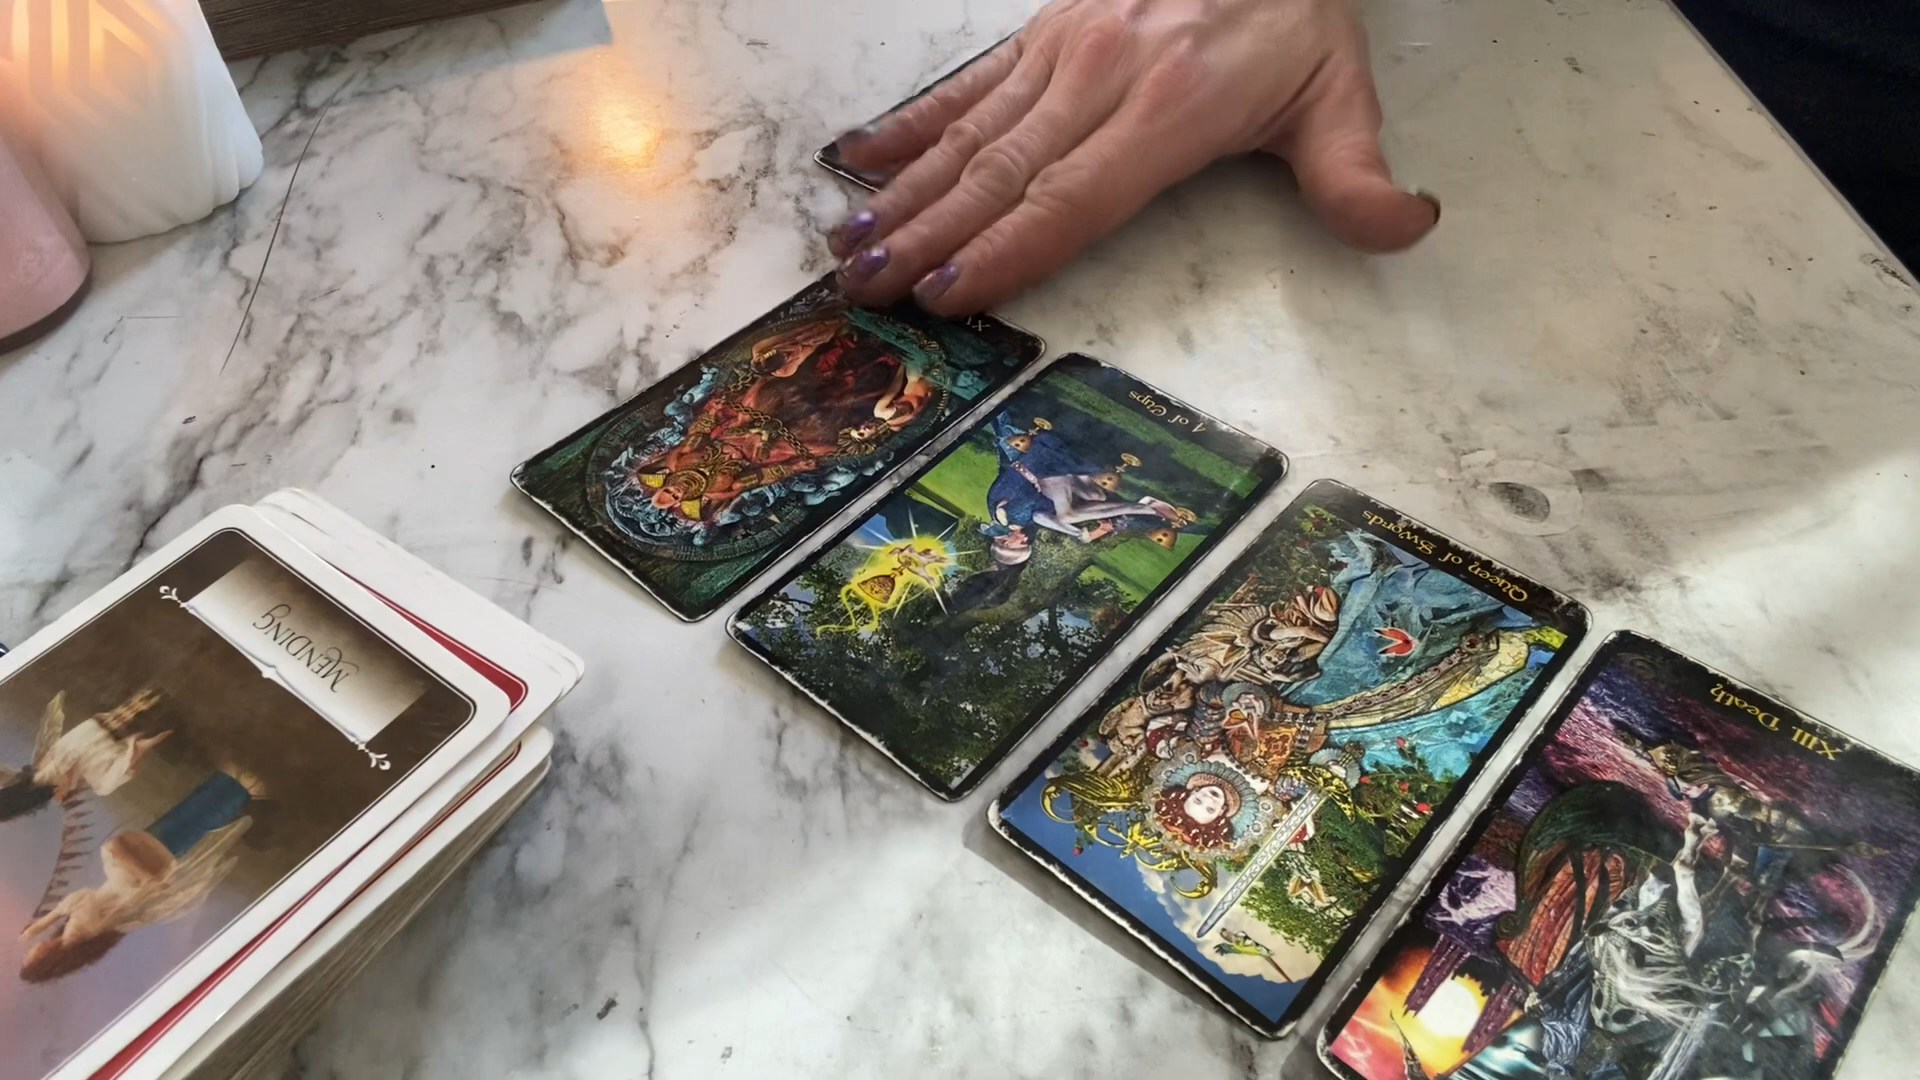 MENDING
4 of Cups
Queen of Swords
XIII. Death